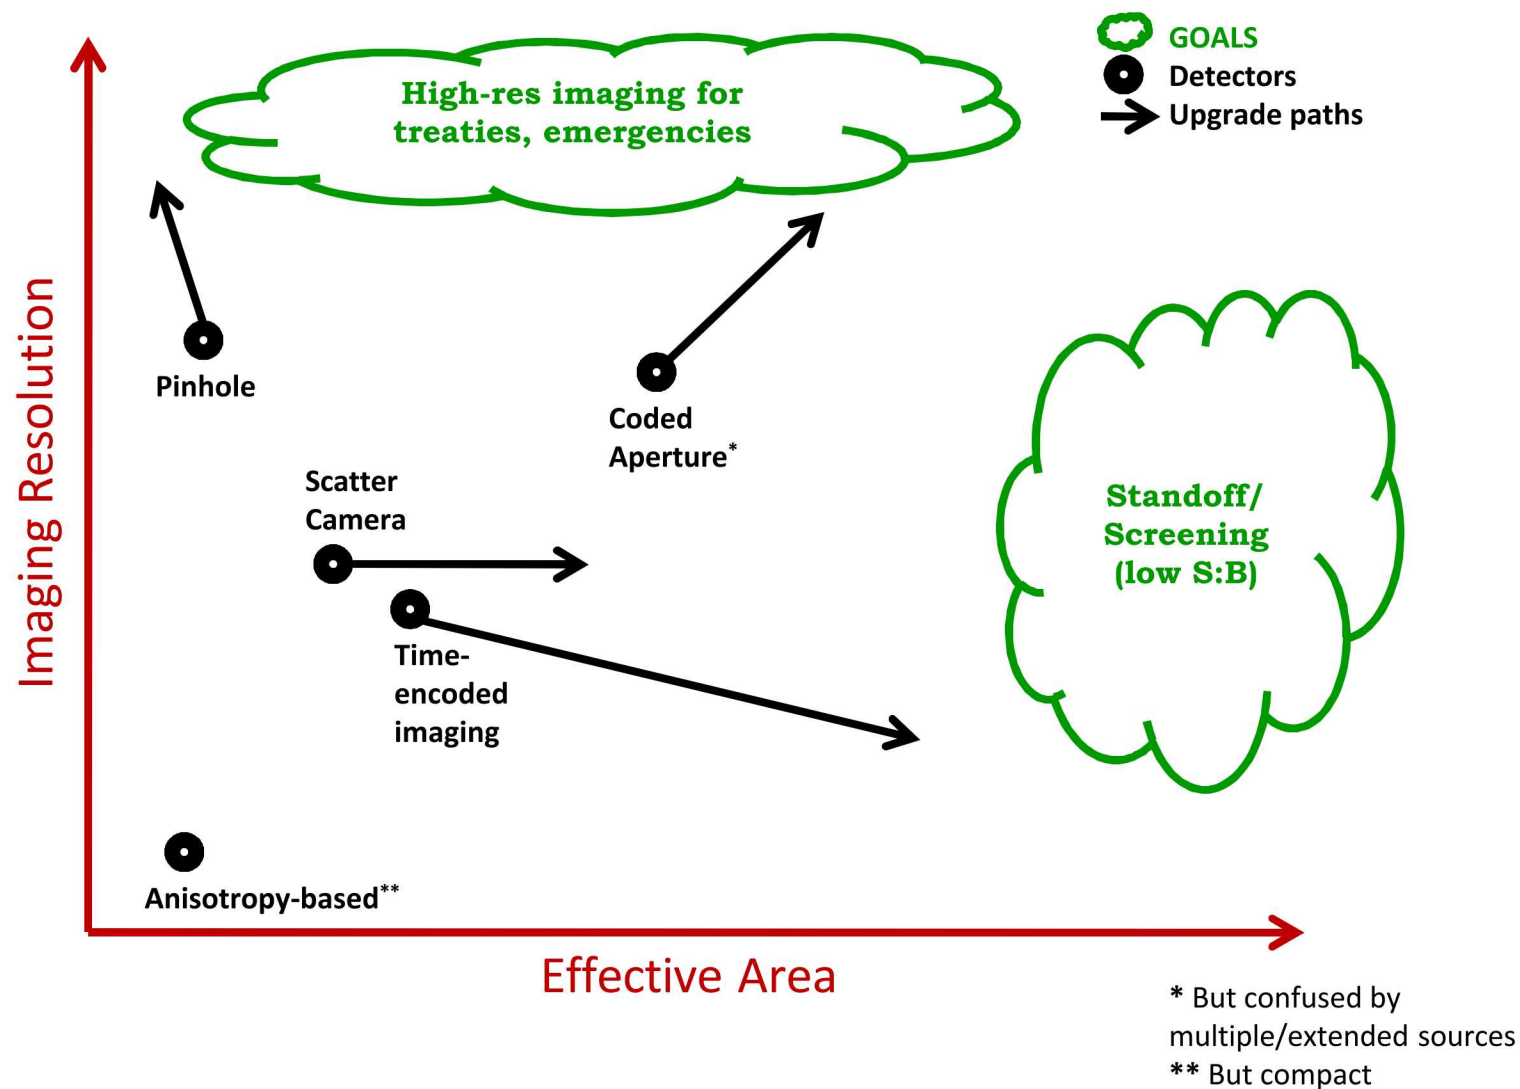 GOALS
Detectors
Upgrade paths
High-res imaging for
treaties, emergencies
Imaging Resolution
Pinhole
Coded
Aperture*
Scatter
Camera
Standoff/
Screening
(low S:B)
Time-
encoded
imaging
Anisotropy-based**
Effective Area
* But confused by
multiple/extended sources
** But compact